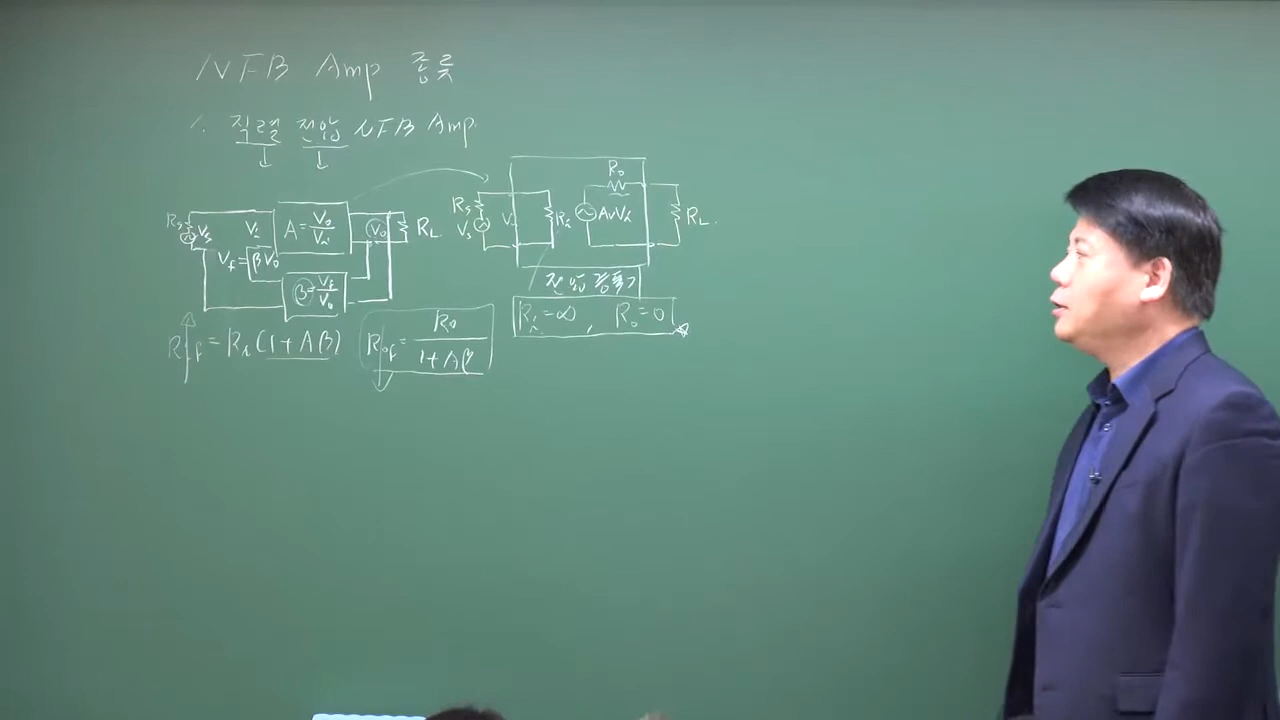 NFB Amp 종류
1. 직렬 전압 NFB Amp
Rs Vs Vi A = Vo/Vi Vo RL
Vf = βVo
β = Vf/Vo
Rif = Ri (1 + Aβ)
Rof = Ro/(1 + Aβ)
Rs Vs Vi Ri Ro AvVi RL
전압 증폭기
Ri = ∞ , Ro = 0